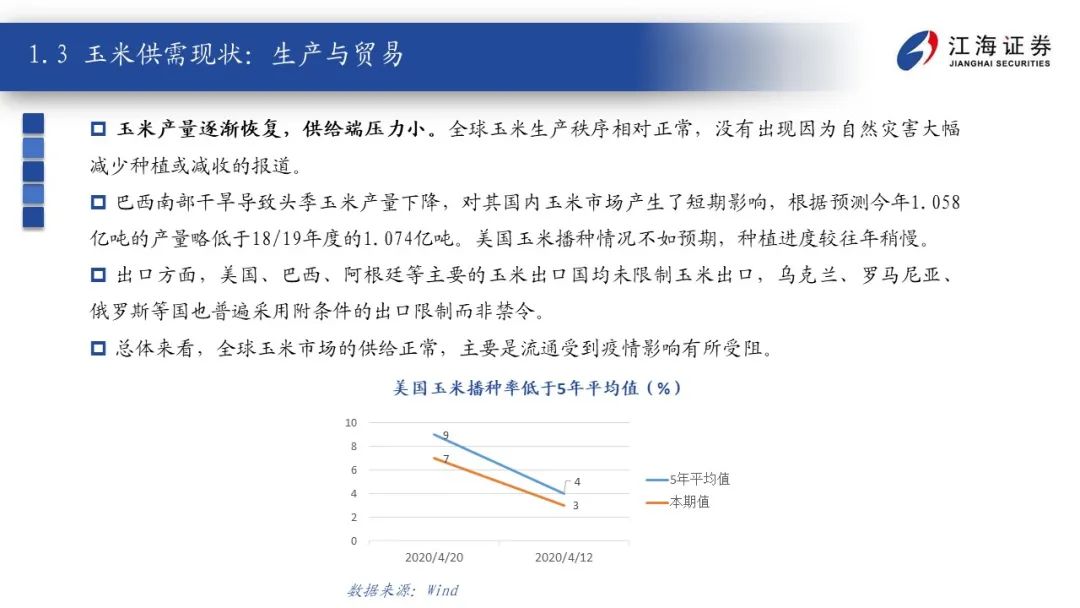 1.3 玉米供需现状：生产与贸易
江海证券
JIANGHAI SECURITIES
玉米产量逐渐恢复，供给端压力小。全球玉米生产秩序相对正常，没有出现因为自然灾害大幅
减少种植或减收的报道。
巴西南部干旱导致头季玉米产量下降，对其国内玉米市场产生了短期影响，根据预测今年1.058
亿吨的产量略低于18/19年度的1.074亿吨。美国玉米播种情况不如预期，种植进度较往年稍慢。
出口方面，美国、巴西、阿根廷等主要的玉米出口国均未限制玉米出口，乌克兰、罗马尼亚、
俄罗斯等国也普遍采用附条件的出口限制而非禁令。
总体来看，全球玉米市场的供给正常，主要是流通受到疫情影响有所受阻。
美国玉米播种率低于5年平均值（%）
10
8
6
4
2
0
9
7
4
3
2020/4/20
2020/4/12
5年平均值
本期值
数据来源：Wind